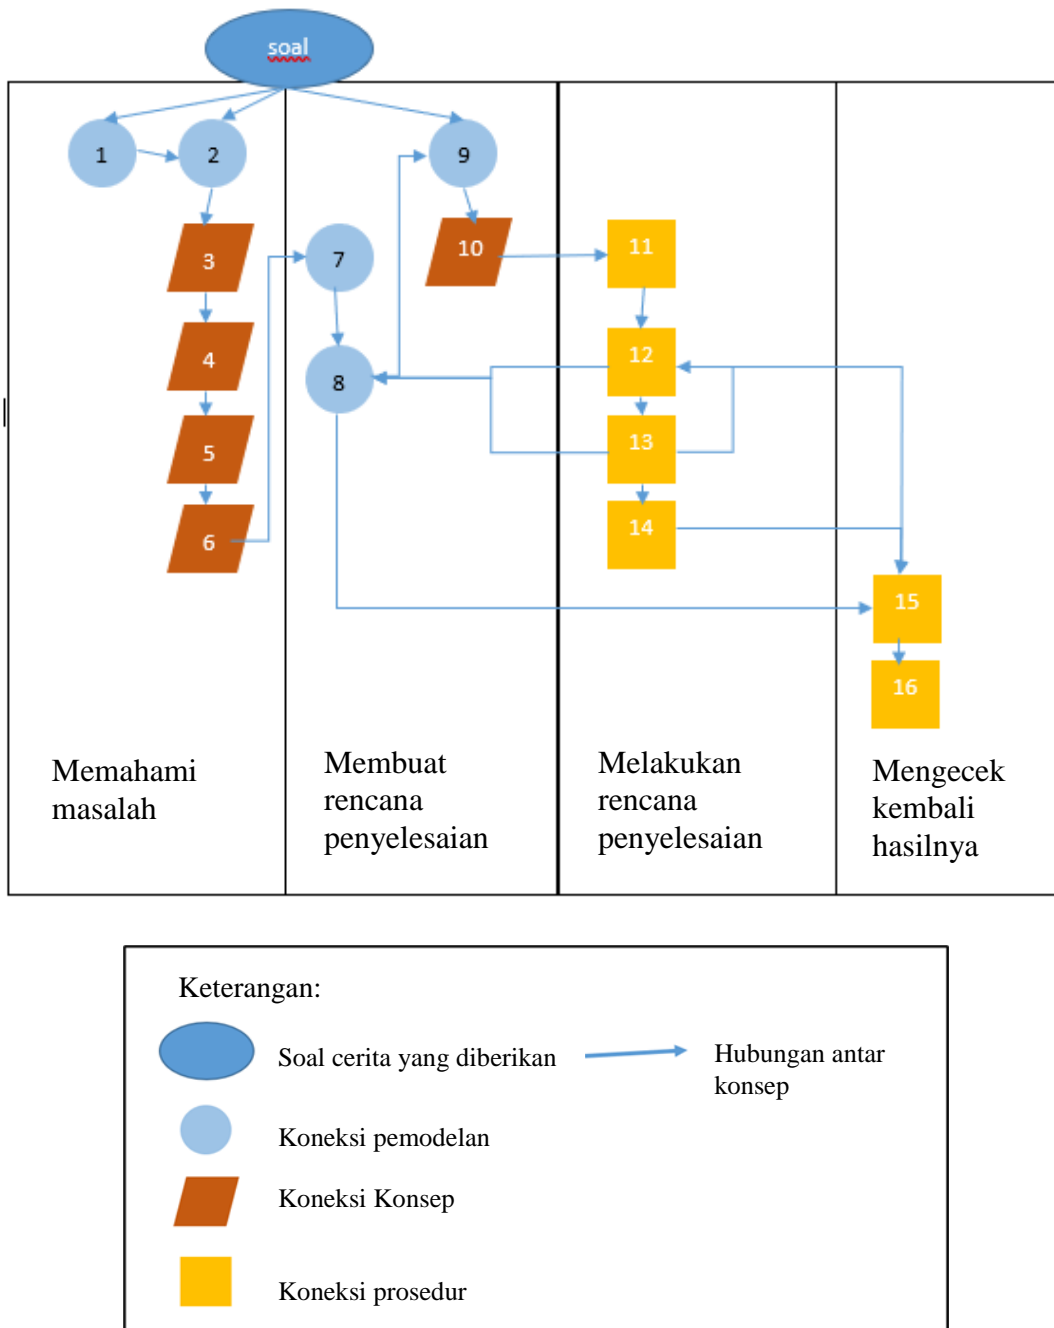 soal
1
2
9
3
7
10
11
4
8
12
5
13
6
14
15
16
Memahami
masalah
Membuat
rencana
penyelesaian
Melakukan
rencana
penyelesaian
Mengecek
kembali
hasilnya
Keterangan:
Soal cerita yang diberikan
Hubungan antar
konsep
Koneksi pemodelan
Koneksi Konsep
Koneksi prosedur